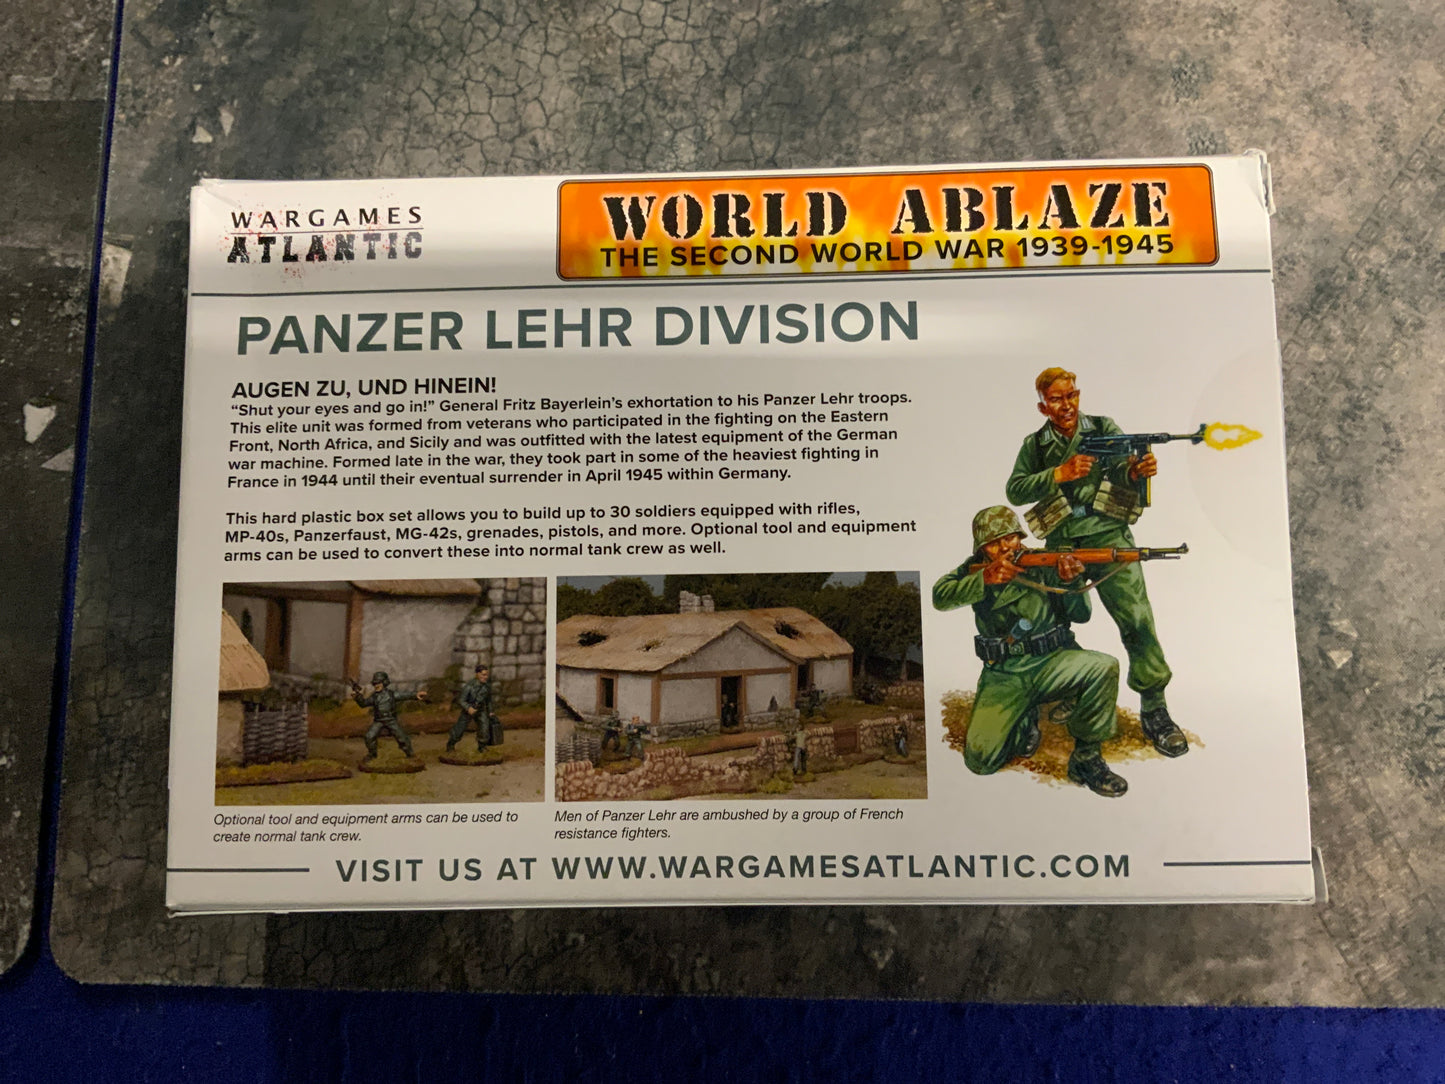 WARGAMES
ATLANTIC
WORLD ABLAZE
THE SECOND WORLD WAR 1939-1945
PANZER LEHR DIVISION
AUGEN ZU, UND HINEIN!
“Shut your eyes and go in!” General Fritz Bayerlein’s exhortation to his Panzer Lehr troops.
This elite unit was formed from veterans who participated in the fighting on the Eastern
Front, North Africa, and Sicily and was outfitted with the latest equipment of the German
war machine. Formed late in the war, they took part in some of the heaviest fighting in
France in 1944 until their eventual surrender in April 1945 within Germany.
This hard plastic box set allows you to build up to 30 soldiers equipped with rifles,
MP-40s, Panzerfaust, MG-42s, grenades, pistols, and more. Optional tool and equipment
arms can be used to convert these into normal tank crew as well.
Optional tool and equipment arms can be used to
create normal tank crew.
Men of Panzer Lehr are ambushed by a group of French
resistance fighters.
VISIT US AT WWW.WARGAMESATLANTIC.COM